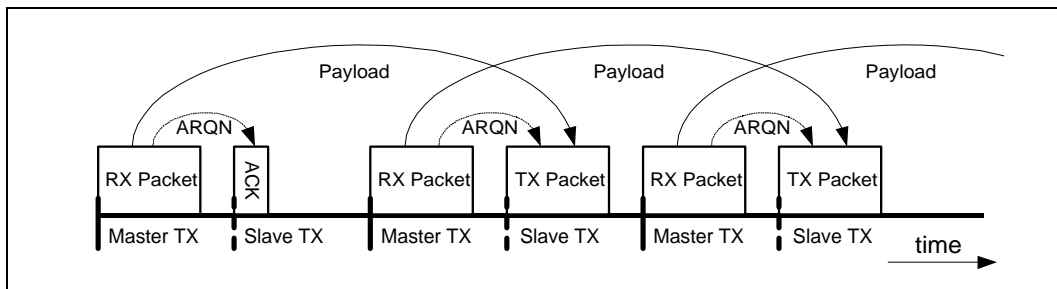 Payload Payload Payload
ARQN ARQN ARQN
RX Packet ACK RX Packet TX Packet RX Packet TX Packet
Master TX Slave TX Master TX Slave TX Master TX Slave TX
time